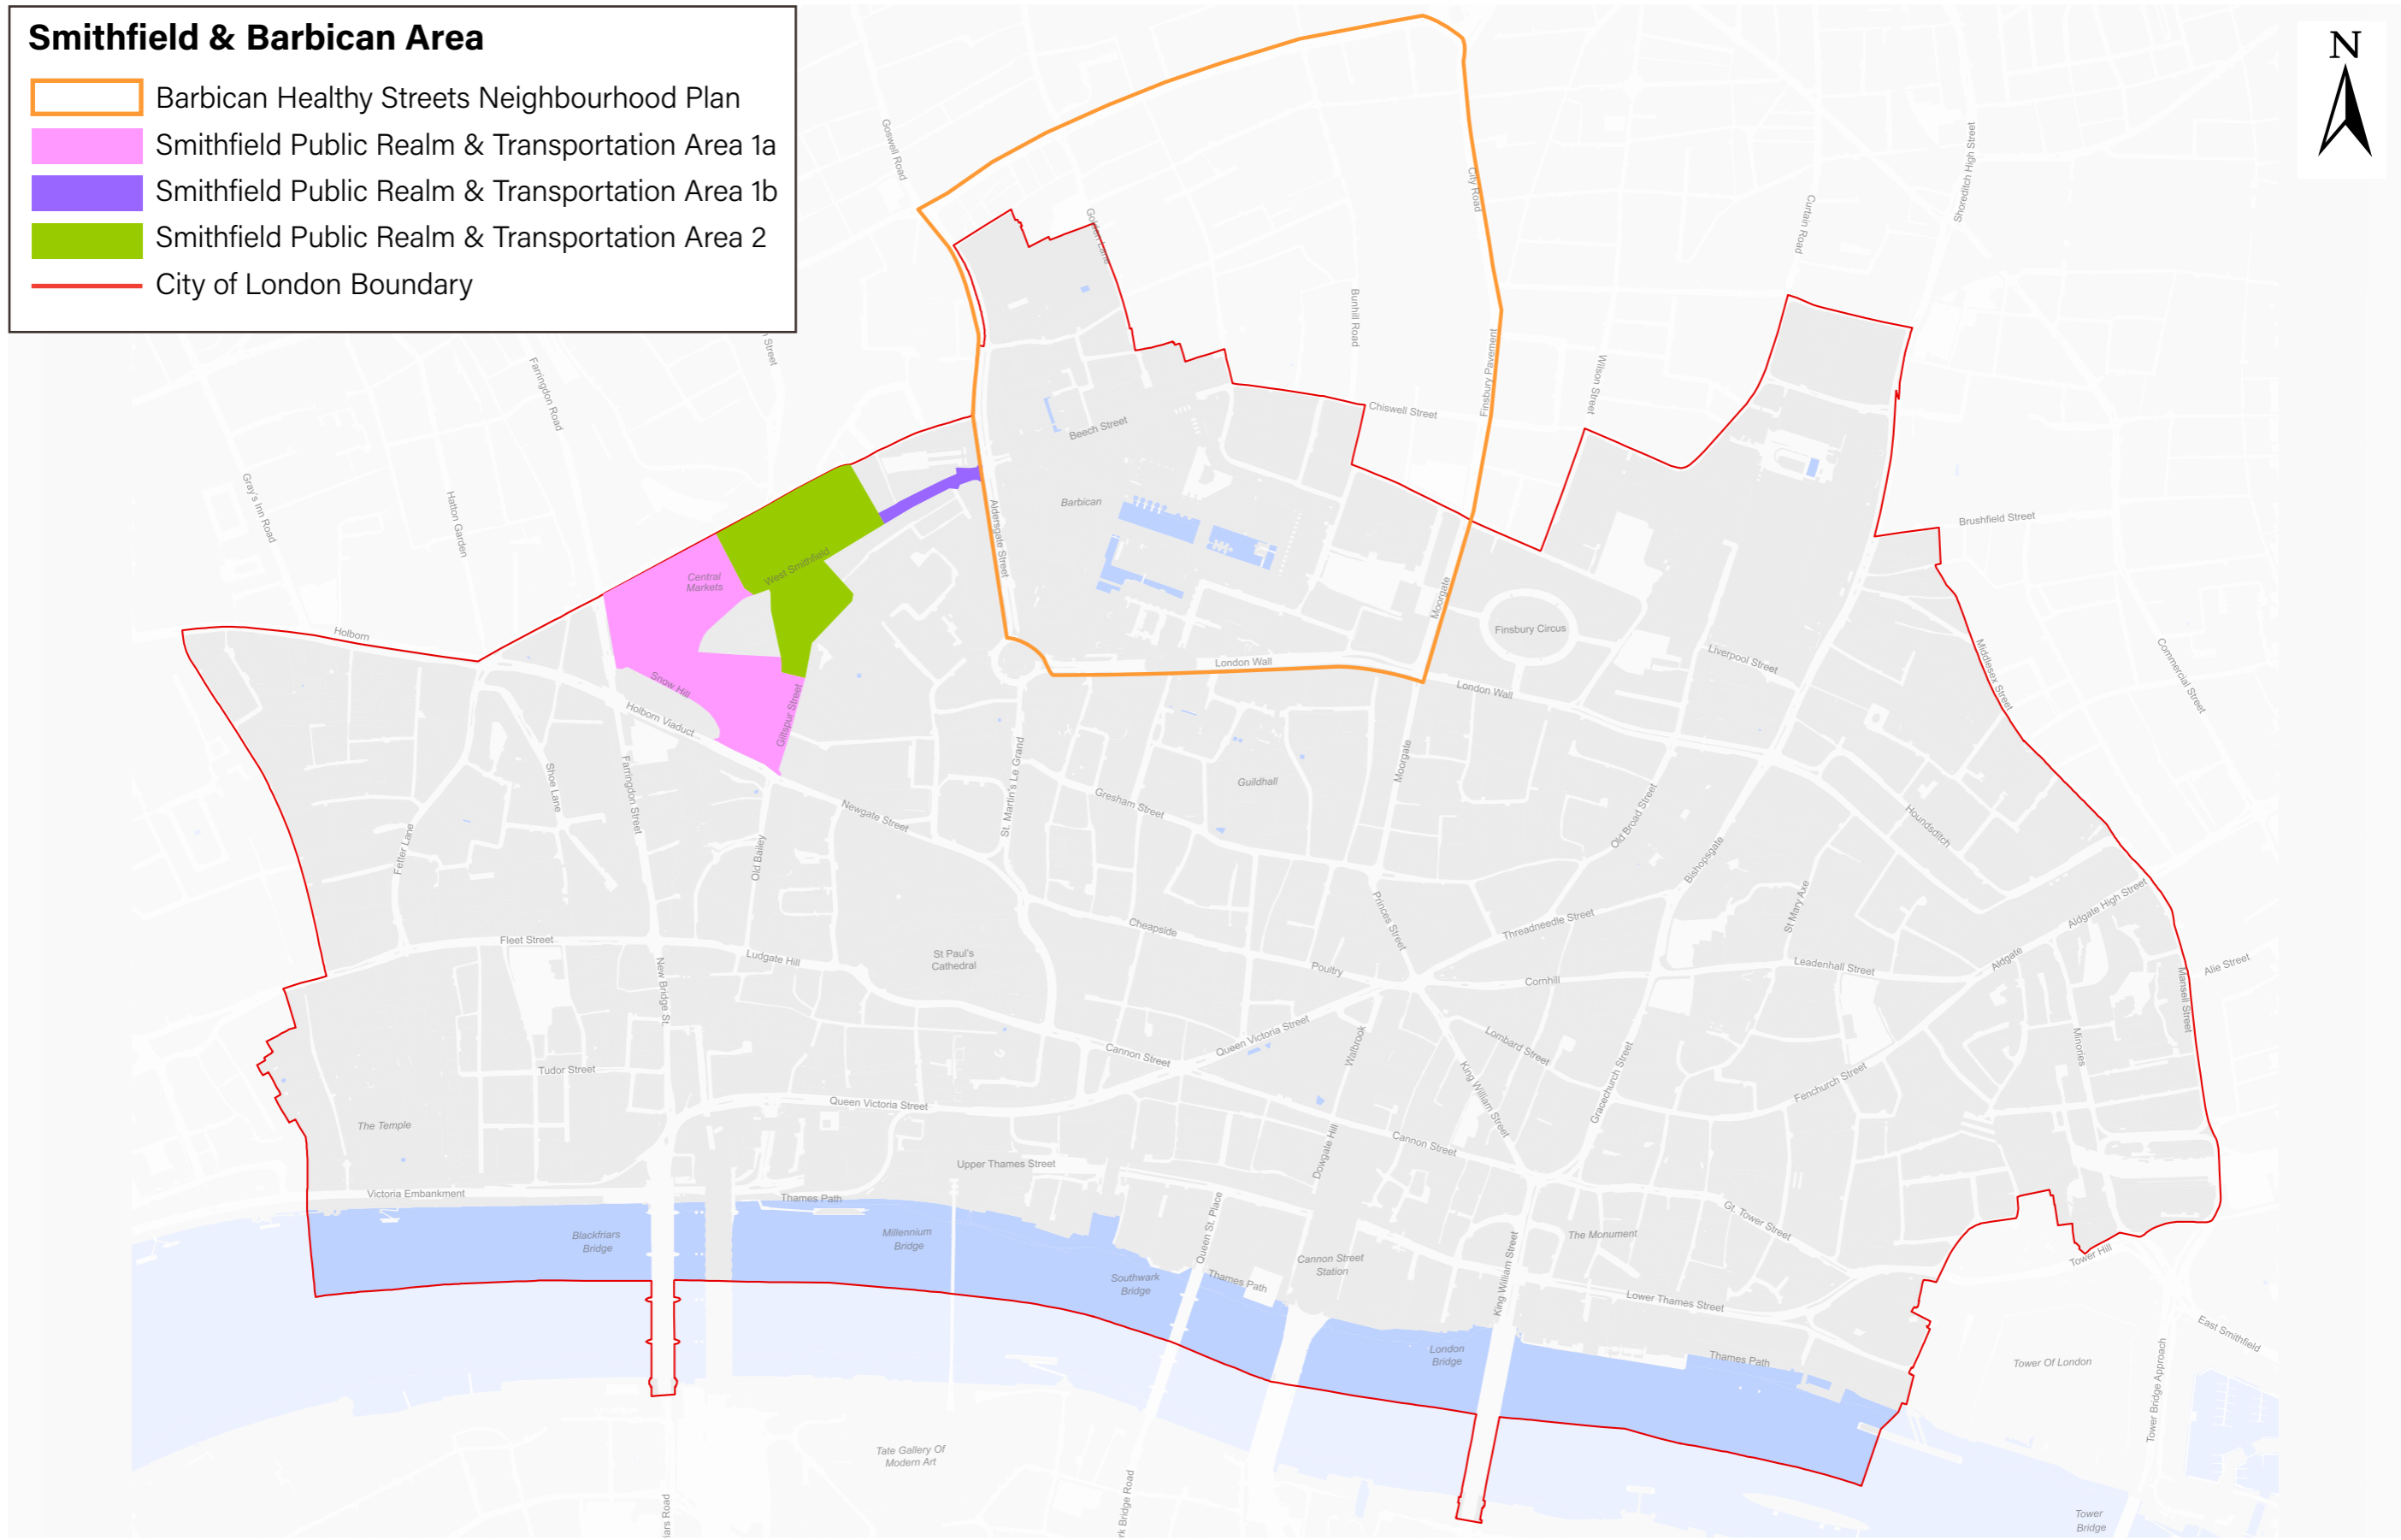 Smithfield & Barbican Area
Barbican Healthy Streets Neighbourhood Plan
Smithfield Public Realm & Transportation Area 1a
Smithfield Public Realm & Transportation Area 1b
Smithfield Public Realm & Transportation Area 2
City of London Boundary
N
Goswell Road
Golden Lane
City Road
Curtain Road
Shoreditch High Street
Bunhill Road
Finsbury Pavement
Wilson Street
Chiswell Street
Street
Farringdon Road
Gray's Inn Road
Hatton Garden
Beech Street
Barbican
Aldersgate Street
Brushfield Street
Central
Markets
West Smithfield
Moorgate
Finsbury Circus
Liverpool Street
Middlesex Street
Commercial Street
Holborn
London Wall
London Wall
Snow Hill
Holborn Viaduct
Giltspur Street
Shoe Lane
Farringdon Street
St. Martin's Le Grand
Guildhall
Moorgate
Gresham Street
Newgate Street
Old Bailey
Fetter Lane
Old Broad Street
Bishopsgate
Houndsditch
St Mary Axe
Princes Street
Threadneedle Street
Cheapside
Aldgate High Street
Fleet Street
Ludgate Hill
St Paul's
Cathedral
Poultry
Cornhill
Leadenhall Street
Aldgate
Alie Street
Mansell Street
New Bridge St.
Queen Victoria Street
Walbrook
Lombard Street
Minories
Cannon Street
King William Street
Gracechurch Street
Fenchurch Street
Tudor Street
The Temple
Queen Victoria Street
Dowgate Hill
Cannon Street
Upper Thames Street
Victoria Embankment
Thames Path
Queen St. Place
Gt. Tower Street
The Monument
Blackfriars
Bridge
Millennium
Bridge
Cannon Street
Station
King William Street
Tower Hill
Southwark
Bridge
Thames Path
Lower Thames Street
London
Bridge
Thames Path
Tower Of London
East Smithfield
Tower Bridge Approach
Tate Gallery Of
Modern Art
Bridge Road
Road
Tower
Bridge